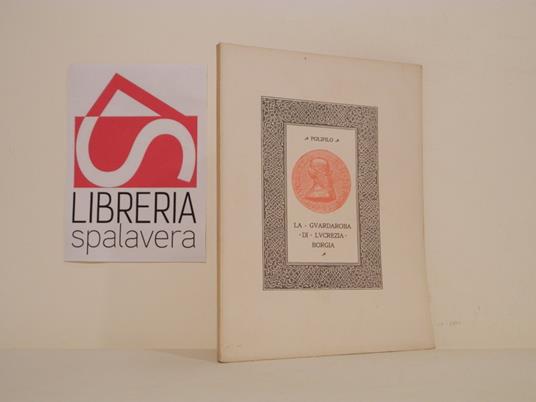 LIBRERIA
spalavera
POLIFILO
LA - GVARDAROBA
- DI - LVCREZIA -
BORGIA